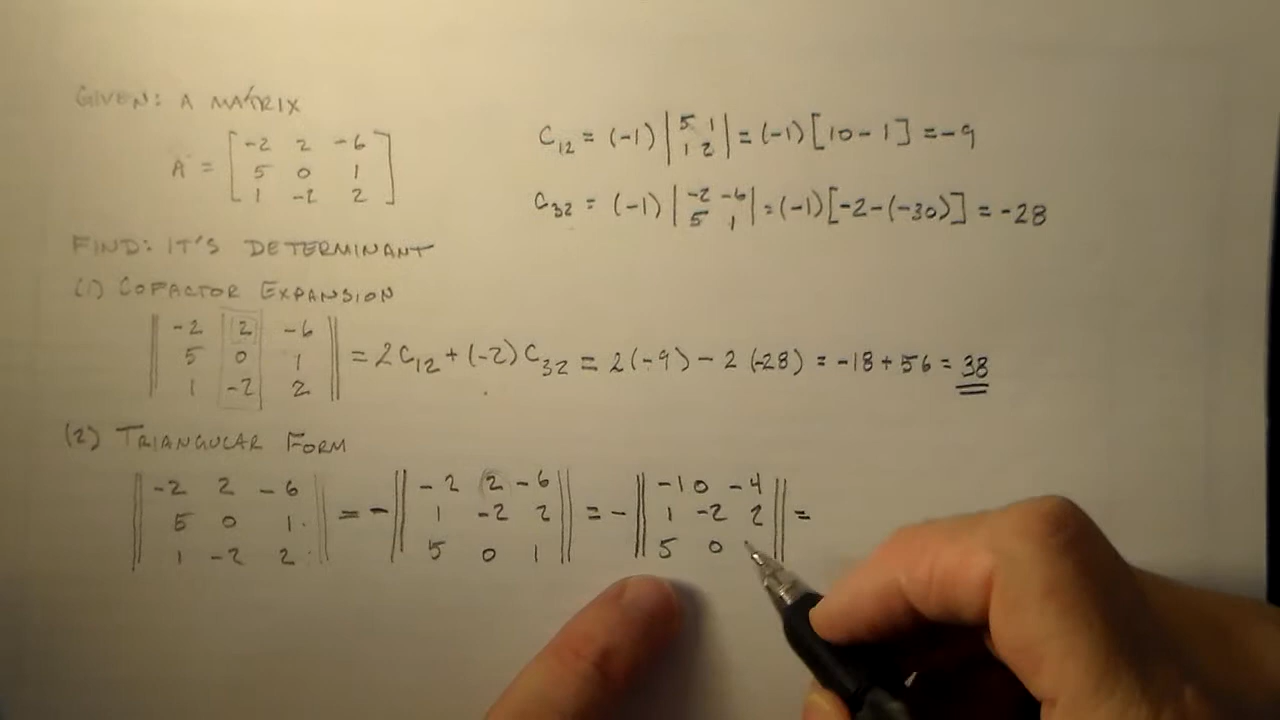 GIVEN: A MATRIX
A = [ -2 2 -6
5 0 1
1 -2 2 ]
C12 = (-1) | 5 1 1 2 | = (-1) [10 - 1] = -9
C32 = (-1) | -2 -6 5 1 | = (-1) [-2 - (-30)] = -28
FIND: IT'S DETERMINANT
(1) COFACTOR EXPANSION
|| -2 2 -6
5 0 1
1 -2 2 || = 2 C12 + (-2) C32 = 2(-9) - 2(-28) = -18 + 56 = 38
(2) TRIANGULAR FORM
|| -2 2 -6 || = - || -2 2 -6 || = - || -1 0 -4 || =
5 0 1 1 -2 2 1 -2 2
1 -2 2 5 0 1 5 0